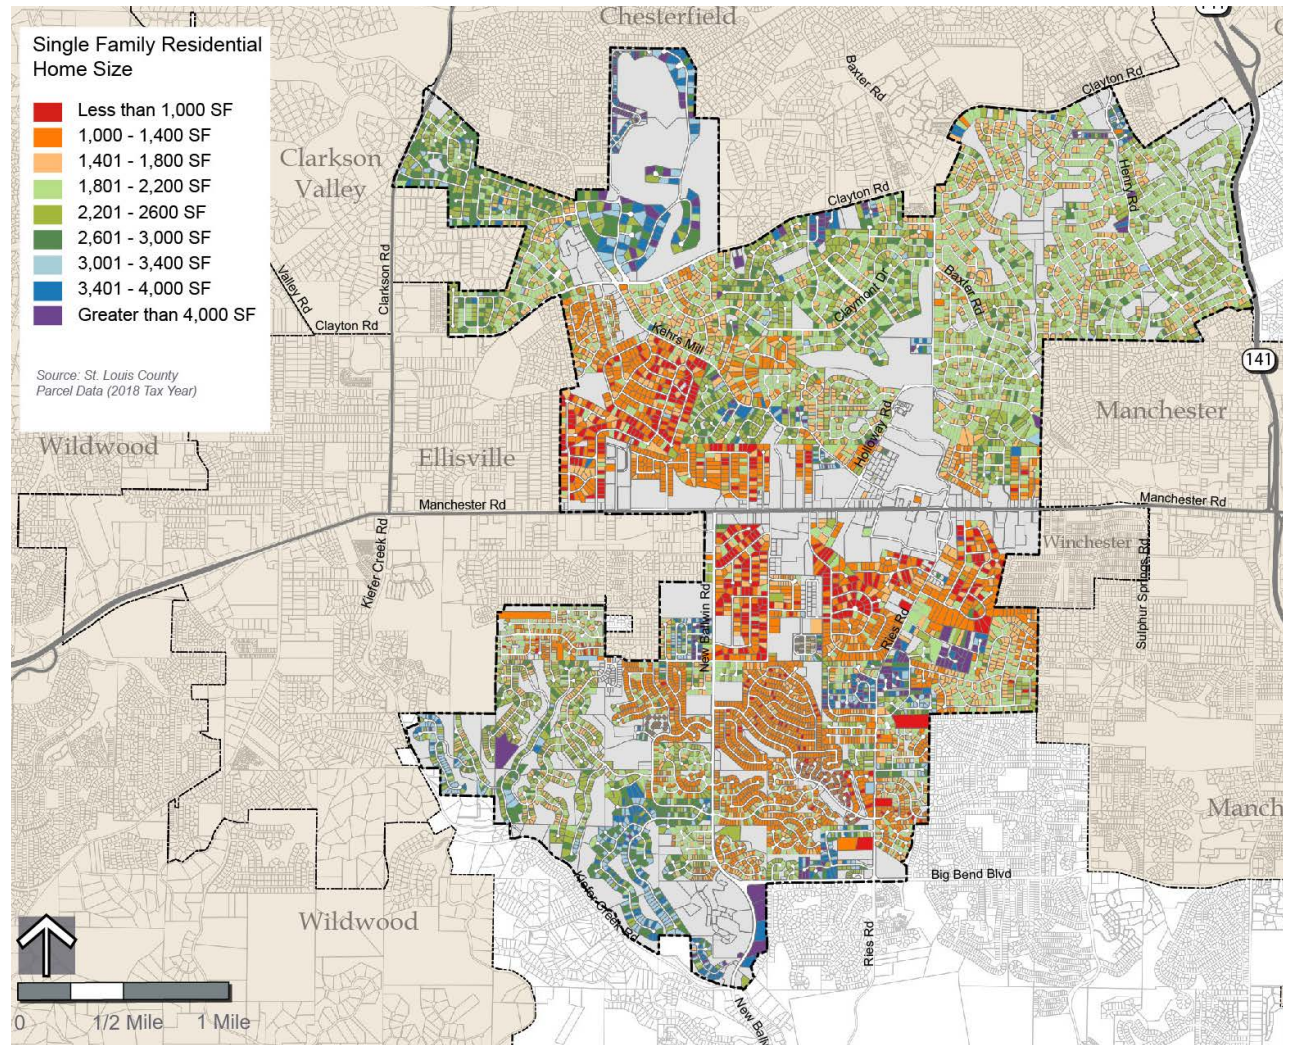 Chesterfield
141
Single Family Residential
Home Size
Less than 1,000 SF
1,000 - 1,400 SF
1,401 - 1,800 SF
1,801 - 2,200 SF
2,201 - 2600 SF
2,601 - 3,000 SF
3,001 - 3,400 SF
3,401 - 4,000 SF
Greater than 4,000 SF
Source: St. Louis County
Parcel Data (2018 Tax Year)
Baxter Rd
Clayton Rd
Clarkson
Valley
Henry Rd
Clayton Rd
Clarkson Rd
Valley Rd
Clayton Rd
Claymont Dr
Baxter Rd
Kehrs Mill
141
Manchester
Holloway Rd
Wildwood
Ellisville
Manchester Rd
Manchester Rd
Winchester
Kiefer Creek Rd
Sulphur Springs Rd
New Ballwin Rd
Ries Rd
Manch
Big Bend Blvd
Kiefer Creek Rd
Wildwood
Ries Rd
0 1/2 Mile 1 Mile
New Ballw